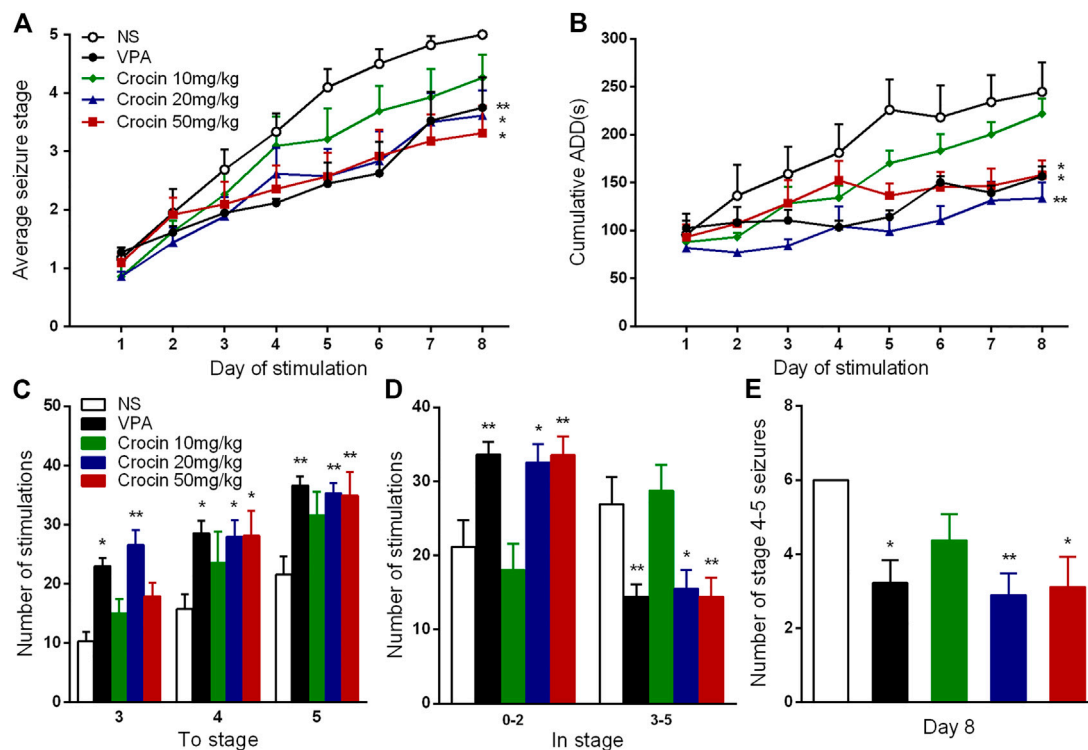 A
Average seizure stage
5
4
3
2
1
0
NS
VPA
Crocin 10mg/kg
Crocin 20mg/kg
Crocin 50mg/kg
**
*
*
1 2 3 4 5 6 7 8
Day of stimulation
B
Cumulative ADD(s)
300
250
200
150
100
50
0
*
*
**
1 2 3 4 5 6 7 8
Day of stimulation
C
Number of stimulations
50
40
30
20
10
0
NS
VPA
Crocin 10mg/kg
Crocin 20mg/kg
Crocin 50mg/kg
* ** * * * ** ** **
3 4 5
To stage
D
Number of stimulations
40
30
20
10
0
** * ** ** * **
0-2 3-5
In stage
E
Number of stage 4-5 seizures
8
6
4
2
0
* ** *
Day 8